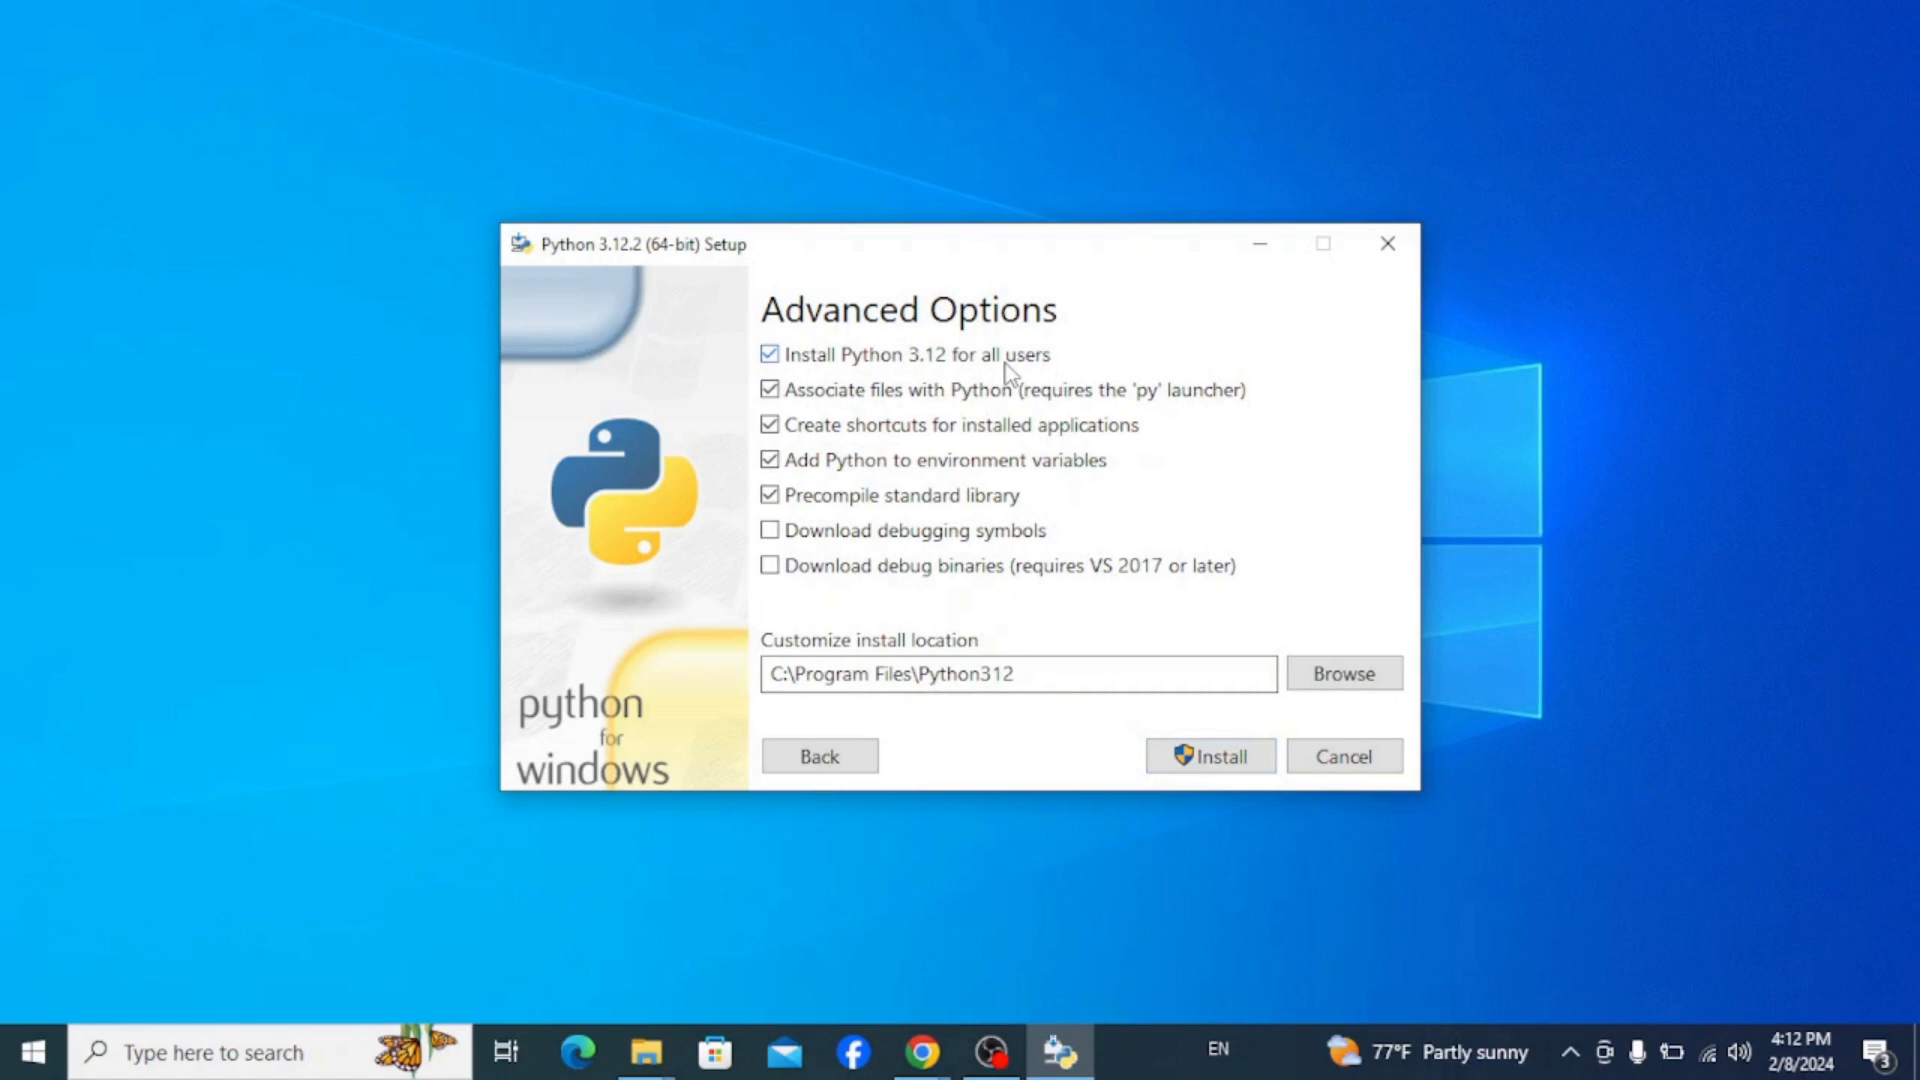 Python 3.12.2 (64-bit) Setup
Advanced Options
Install Python 3.12 for all users
Associate files with Python (requires the 'py' launcher)
Create shortcuts for installed applications
Add Python to environment variables
Precompile standard library
Download debugging symbols
Download debug binaries (requires VS 2017 or later)
Customize install location
C:\Program Files\Python312
Browse
python
for
windows
Back
Install
Cancel
Type here to search
EN
77°F Partly sunny
4:12 PM
2/8/2024
3